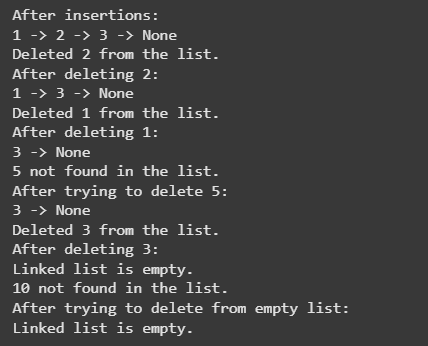 After insertions:
1 -> 2 -> 3 -> None
Deleted 2 from the list.
After deleting 2:
1 -> 3 -> None
Deleted 1 from the list.
After deleting 1:
3 -> None
5 not found in the list.
After trying to delete 5:
3 -> None
Deleted 3 from the list.
After deleting 3:
Linked list is empty.
10 not found in the list.
After trying to delete from empty list:
Linked list is empty.